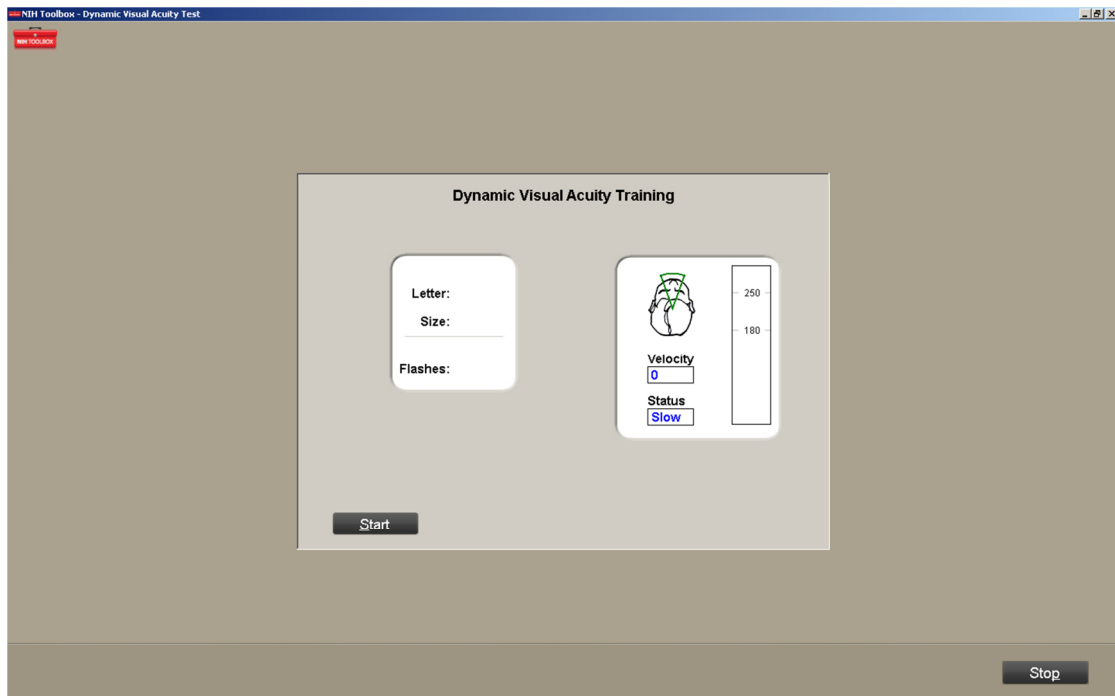 NIH Toolbox - Dynamic Visual Acuity Test
NIH TOOLBOX
Dynamic Visual Acuity Training
Letter:
Size:
Flashes:
250
180
Velocity
0
Status
Slow
Start
Stop